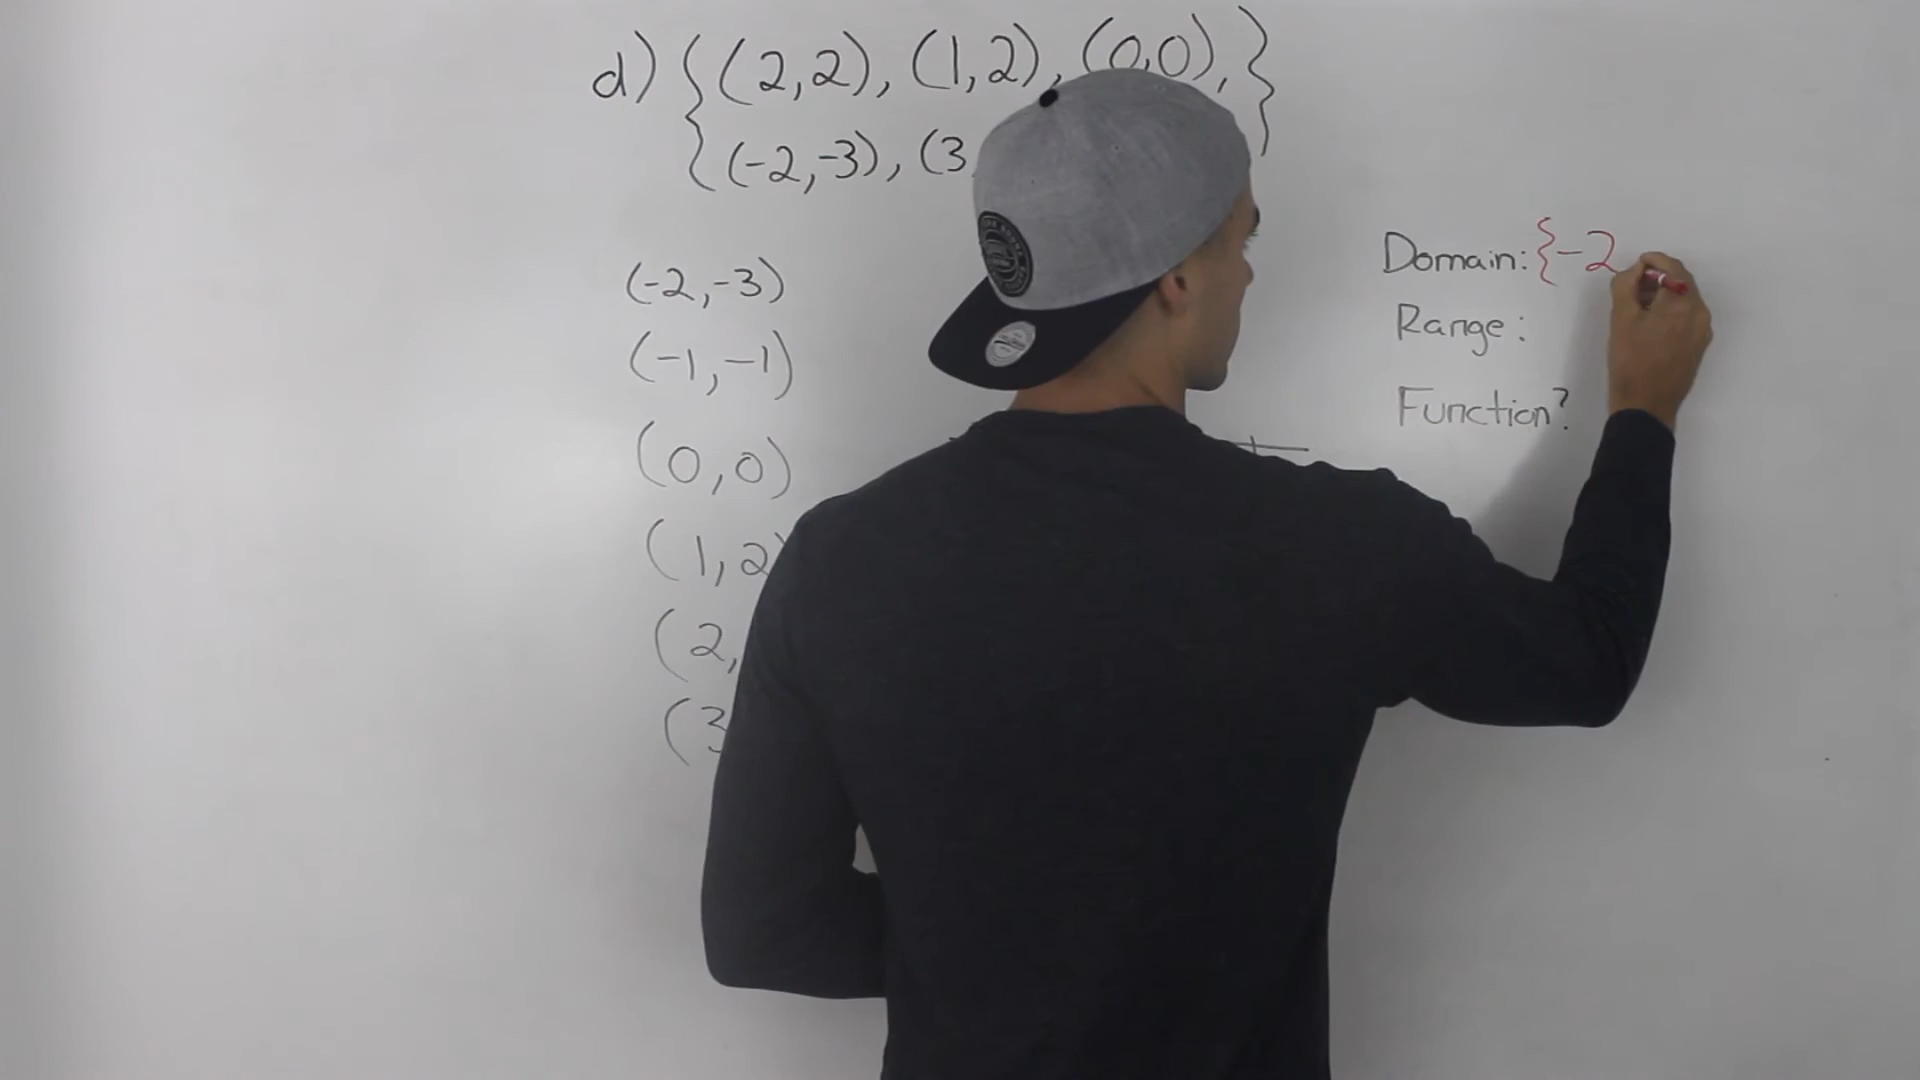 d) {(2,2), (1,2), (0,0),}
{(-2,-3), (3,
(-2,-3)
(-1,-1)
(0,0)
(1,2)
(2,
(3
Domain: {-2
Range:
Function?